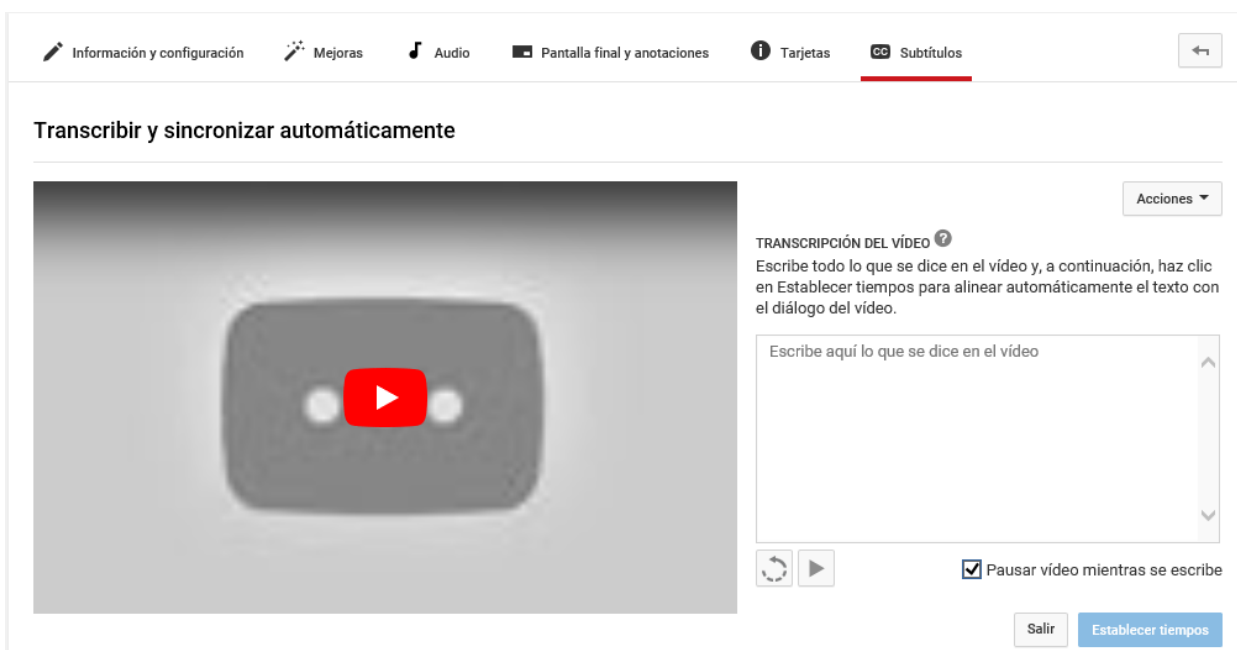 Información y configuración
Mejoras
Audio
Pantalla final y anotaciones
Tarjetas
CC Subtítulos
Transcribir y sincronizar automáticamente
Acciones
TRANSCRIPCIÓN DEL VÍDEO
Escribe todo lo que se dice en el vídeo y, a continuación, haz clic
en Establecer tiempos para alinear automáticamente el texto con
el diálogo del vídeo.
Escribe aquí lo que se dice en el vídeo
Pausar vídeo mientras se escribe
Salir
Establecer tiempos